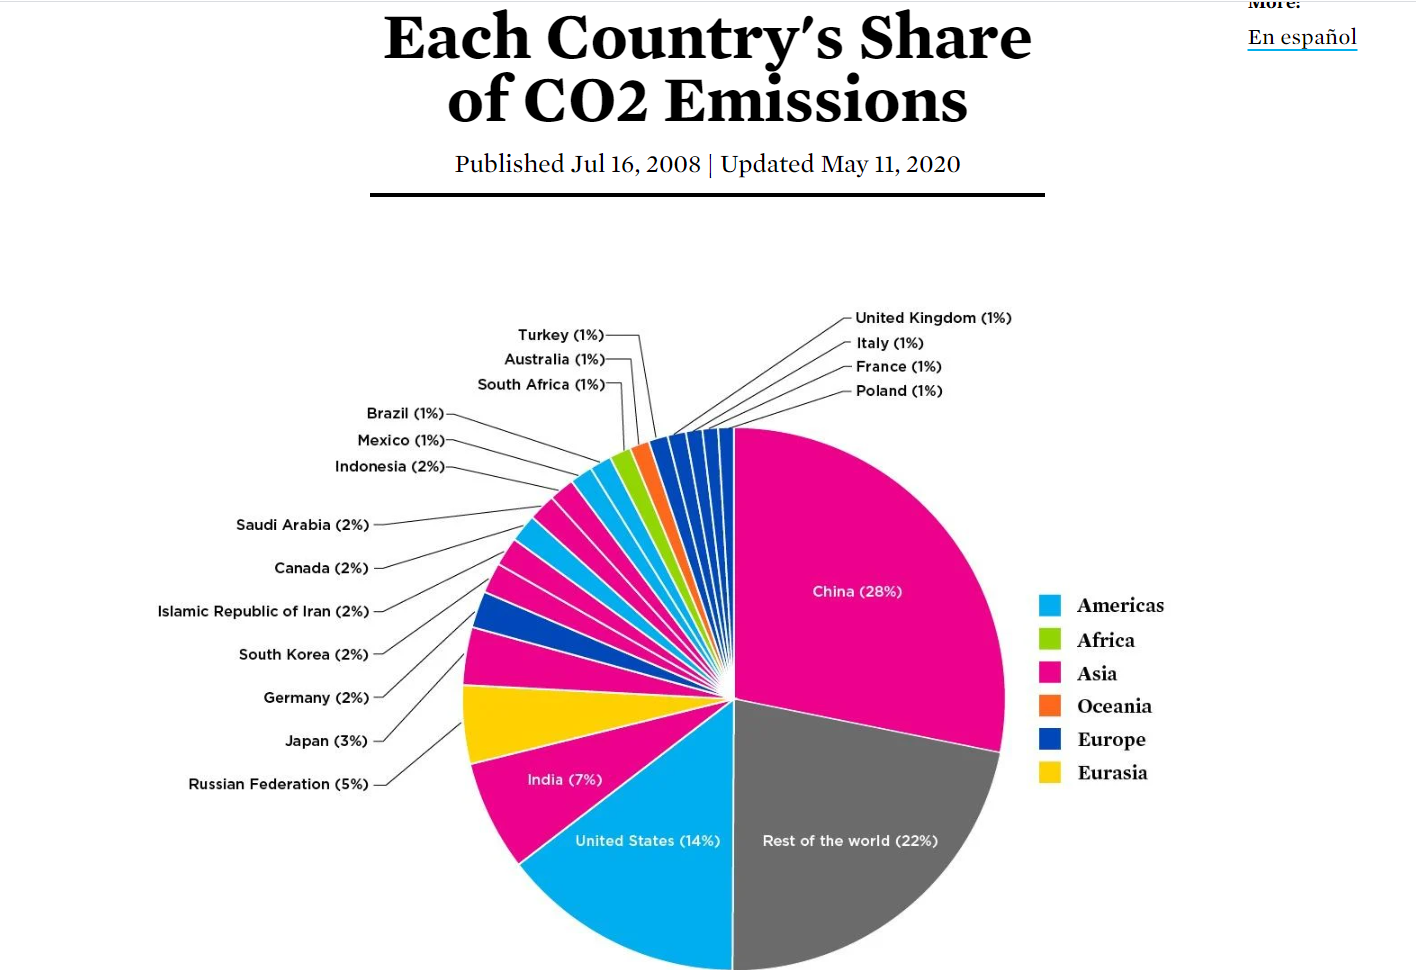 More:
En español
Each Country's Share
of CO2 Emissions
Published Jul 16, 2008 | Updated May 11, 2020
United Kingdom (1%)
Italy (1%)
France (1%)
Poland (1%)
Turkey (1%)
Australia (1%)
South Africa (1%)
Brazil (1%)
Mexico (1%)
Indonesia (2%)
Saudi Arabia (2%)
Canada (2%)
Islamic Republic of Iran (2%)
South Korea (2%)
Germany (2%)
Japan (3%)
Russian Federation (5%)
China (28%)
India (7%)
United States (14%)
Rest of the world (22%)
Americas
Africa
Asia
Oceania
Europe
Eurasia